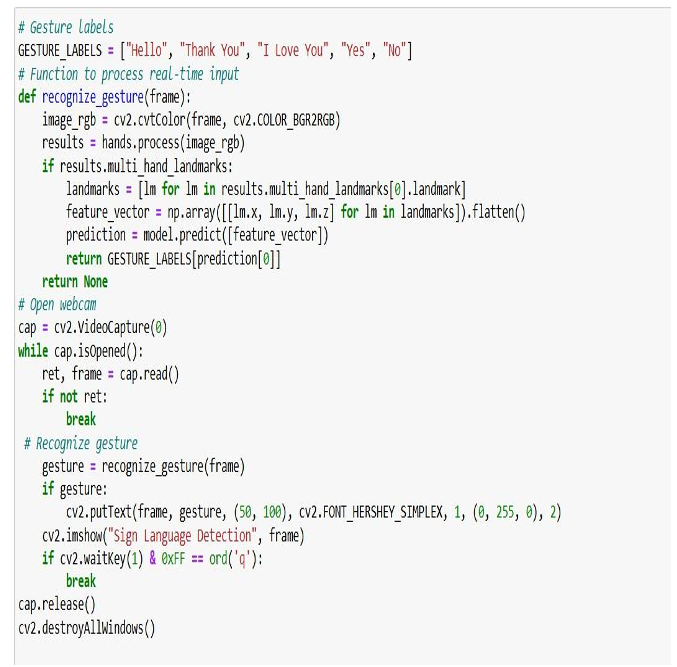 # Gesture labels
GESTURE_LABELS = ["Hello", "Thank You", "I Love You", "Yes", "No"]
# Function to process real-time input
def recognize_gesture(frame):
    image_rgb = cv2.cvtColor(frame, cv2.COLOR_BGR2RGB)
    results = hands.process(image_rgb)
    if results.multi_hand_landmarks:
        landmarks = [lm for lm in results.multi_hand_landmarks[0].landmark]
        feature_vector = np.array([[lm.x, lm.y, lm.z] for lm in landmarks]).flatten()
        prediction = model.predict([feature_vector])
        return GESTURE_LABELS[prediction[0]]
    return None
# Open webcam
cap = cv2.VideoCapture(0)
while cap.isOpened():
    ret, frame = cap.read()
    if not ret:
        break
 # Recognize gesture
    gesture = recognize_gesture(frame)
    if gesture:
        cv2.putText(frame, gesture, (50, 100), cv2.FONT_HERSHEY_SIMPLEX, 1, (0, 255, 0), 2)
    cv2.imshow("Sign Language Detection", frame)
    if cv2.waitKey(1) & 0xFF == ord('q'):
        break
cap.release()
cv2.destroyAllWindows()